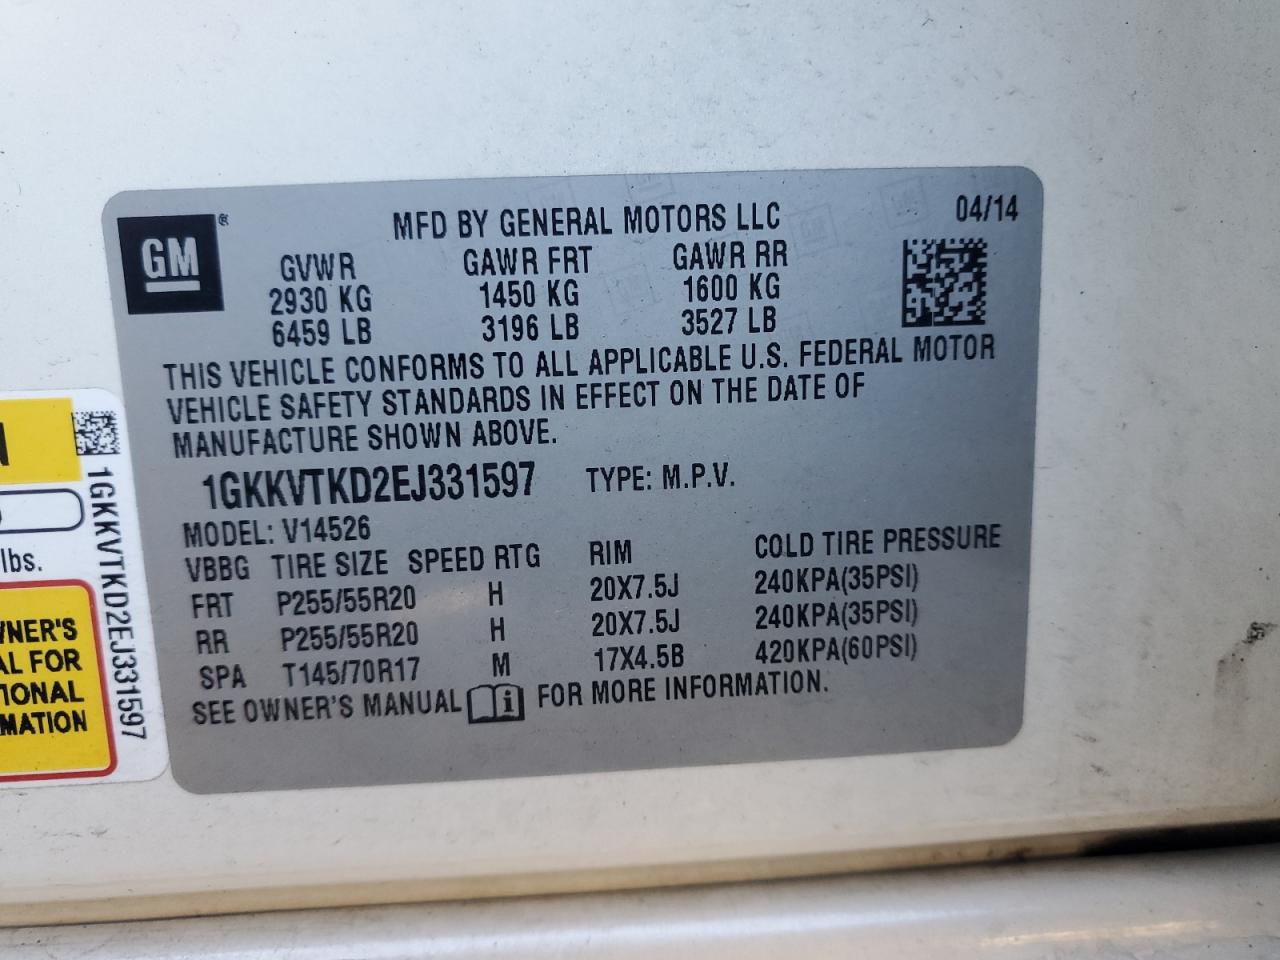 GM ®
MFD BY GENERAL MOTORS LLC
04/14
GVWR GAWR FRT GAWR RR
2930 KG 1450 KG 1600 KG
6459 LB 3196 LB 3527 LB
THIS VEHICLE CONFORMS TO ALL APPLICABLE U.S. FEDERAL MOTOR
VEHICLE SAFETY STANDARDS IN EFFECT ON THE DATE OF
MANUFACTURE SHOWN ABOVE.
1GKKVTKD2EJ331597 TYPE: M.P.V.
MODEL: V14526
VBBG TIRE SIZE SPEED RTG RIM COLD TIRE PRESSURE
FRT P255/55R20 H 20X7.5J 240KPA(35PSI)
RR P255/55R20 H 20X7.5J 240KPA(35PSI)
SPA T145/70R17 M 17X4.5B 420KPA(60PSI)
SEE OWNER'S MANUAL i FOR MORE INFORMATION.
1GKKVTKD2EJ331597
lbs.
WNER'S
AL FOR
TIONAL
MATION